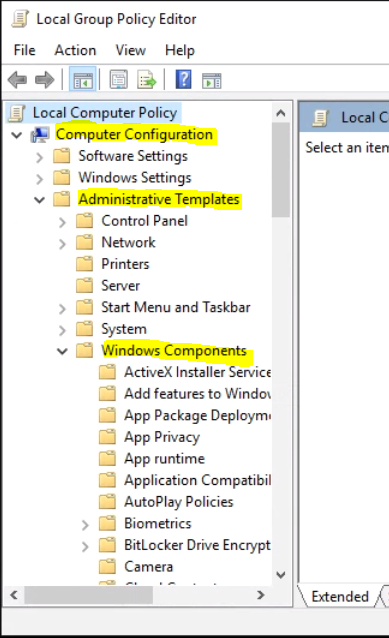 Local Group Policy Editor
File Action View Help
Local Computer Policy
Local C
Computer Configuration
Select an item
Software Settings
Windows Settings
Administrative Templates
Control Panel
Network
Printers
Server
Start Menu and Taskbar
System
Windows Components
ActiveX Installer Service
Add features to Windov
App Package Deployme
App Privacy
App runtime
Application Compatibil
AutoPlay Policies
Biometrics
BitLocker Drive Encrypt
Camera
Extended